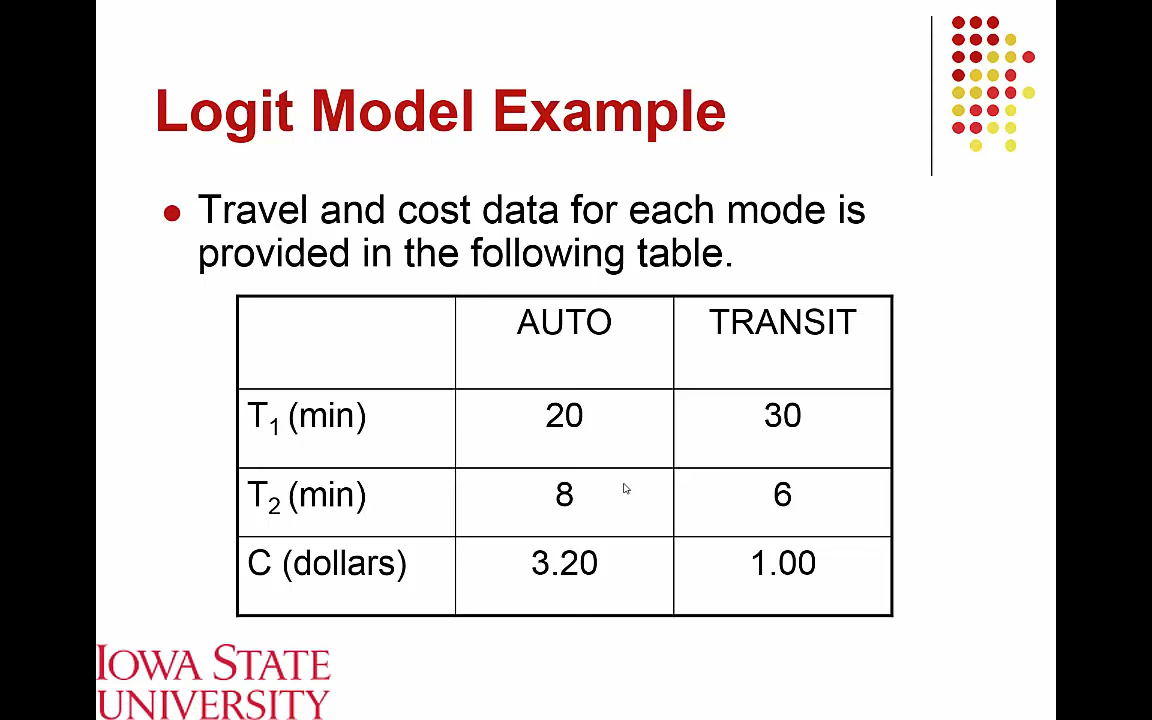 Logit Model Example
Travel and cost data for each mode is
provided in the following table.
AUTO TRANSIT
T₁ (min) 20 30
T₂ (min) 8 6
C (dollars) 3.20 1.00
IOWA STATE
UNIVERSITY